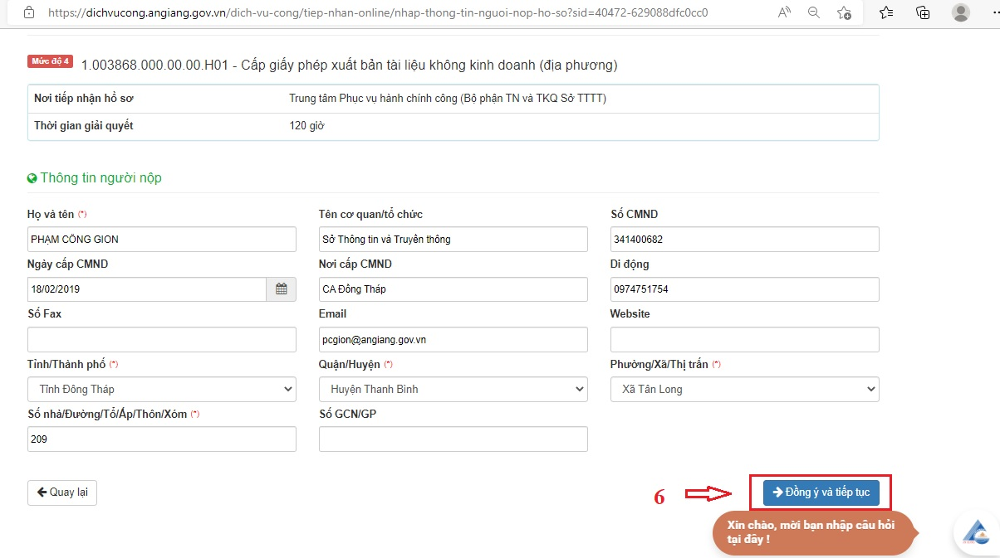 https://dichvucong.angiang.gov.vn/dich-vu-cong/tiep-nhan-online/nhap-thong-tin-nguoi-nop-ho-so?sid=40472-629088dfc0cc0
Mức độ 4 1.003868.000.00.00.H01 - Cấp giấy phép xuất bản tài liệu không kinh doanh (địa phương)
Nơi tiếp nhận hồ sơ Trung tâm Phục vụ hành chính công (Bộ phận TN và TKQ Sở TTTT)
Thời gian giải quyết 120 giờ
Thông tin người nộp
Họ và tên (*) Tên cơ quan/tổ chức Số CMND
PHẠM CÔNG GION Sở Thông tin và Truyền thông 341400682
Ngày cấp CMND Nơi cấp CMND Di động
18/02/2019 CA Đồng Tháp 0974751754
Số Fax Email Website
pcgion@angiang.gov.vn
Tỉnh/Thành phố (*) Quận/Huyện (*) Phường/Xã/Thị trấn (*)
Tỉnh Đồng Tháp Huyện Thanh Bình Xã Tân Long
Số nhà/Đường/Tổ/Ấp/Thôn/Xóm (*) Số GCN/GP
209
Quay lại 6 Đồng ý và tiếp tục
Xin chào, mời bạn nhập câu hỏi
tại đây !